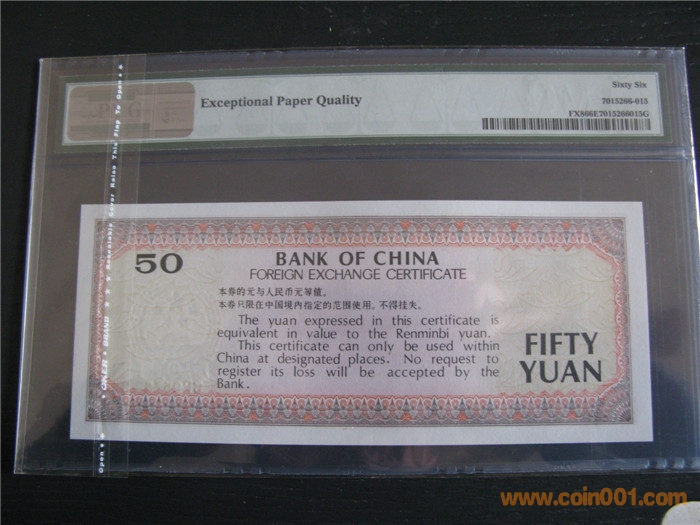 Exceptional Paper Quality
Sixty Six
7015266-015
FX866E7015266015G
50
BANK OF CHINA
FOREIGN EXCHANGE CERTIFICATE
本券的元与人民币元等值。
本券只限在中国境内指定的范围使用，不得挂失。
The yuan expressed in this certificate is
equivalent in value to the Renminbi yuan.
This certificate can only be used within
China at designated places. No request to
register its loss will be accepted by the
Bank.
FIFTY
YUAN
www.coin001.com